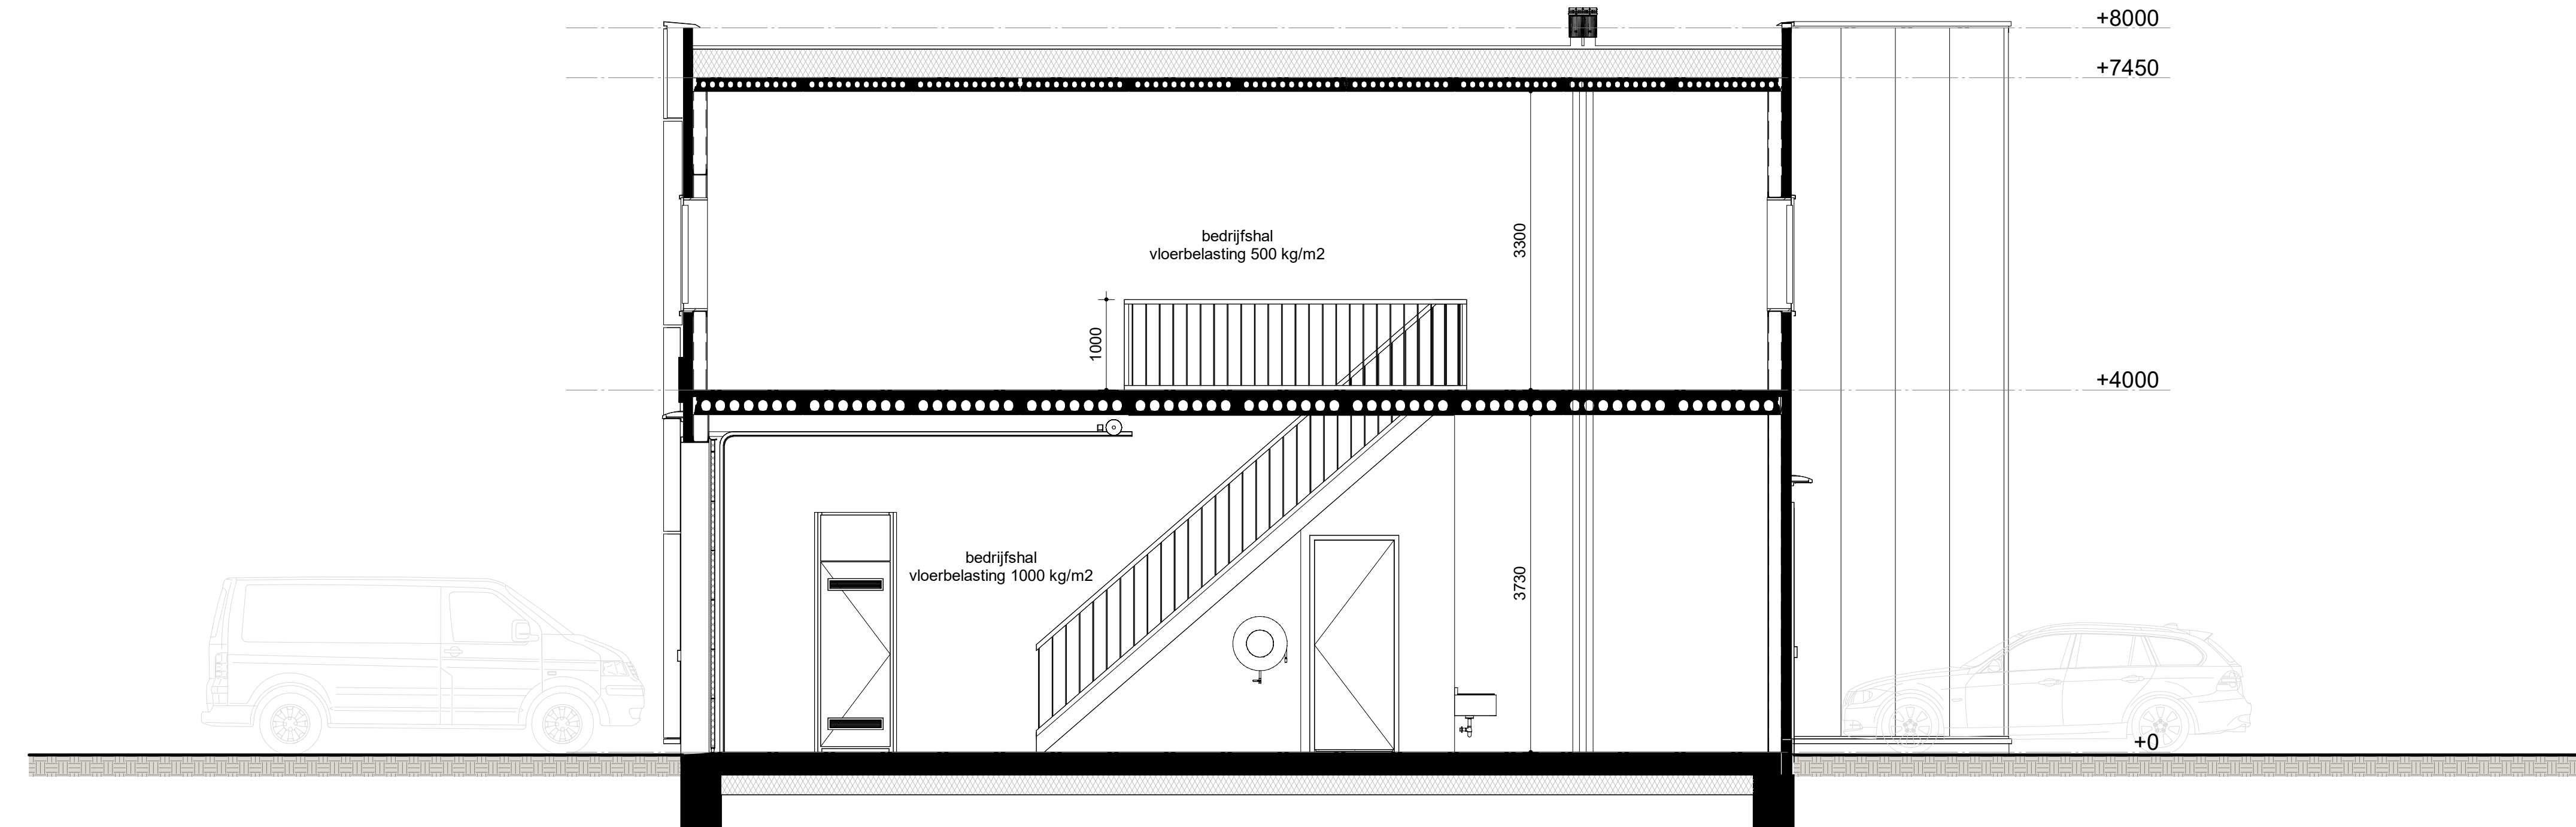 +8000
+7450
bedrijfshal
vloerbelasting 500 kg/m2
3300
1000
+4000
bedrijfshal
vloerbelasting 1000 kg/m2
3730
+0